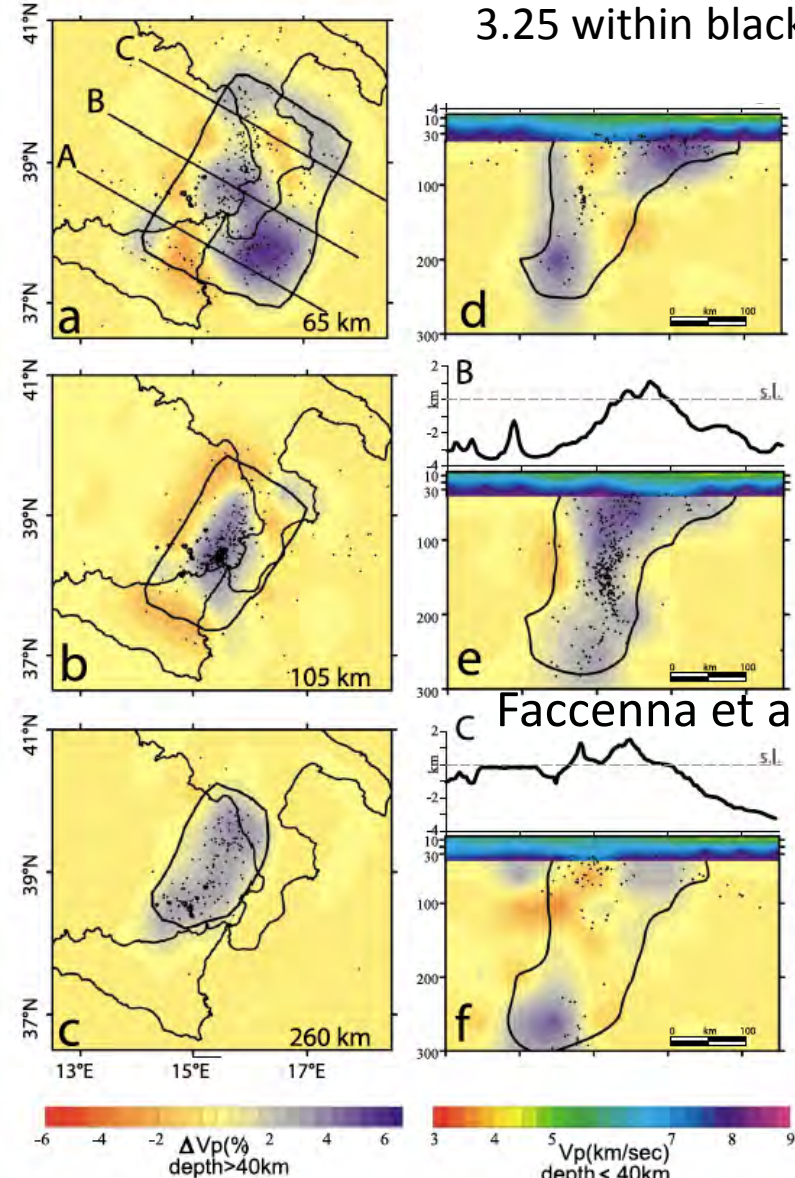 3.25 within black
41°N
39°N
37°N
C
B
A
a
65 km
-4
10
30
100
200
300
d
0 km 100
41°N
39°N
37°N
b
105 km
B
2
km
-2
-4
s.l.
10
30
100
200
300
e
0 km 100
Faccenna et a
41°N
39°N
37°N
c
260 km
13°E 15°E 17°E
C
2
km
-2
-4
s.l.
10
30
100
200
300
f
0 km 100
-6 -4 -2 2 4 6
ΔVp(%
depth>40km
3 4 5 7 8 9
Vp(km/sec)
depth < 40km